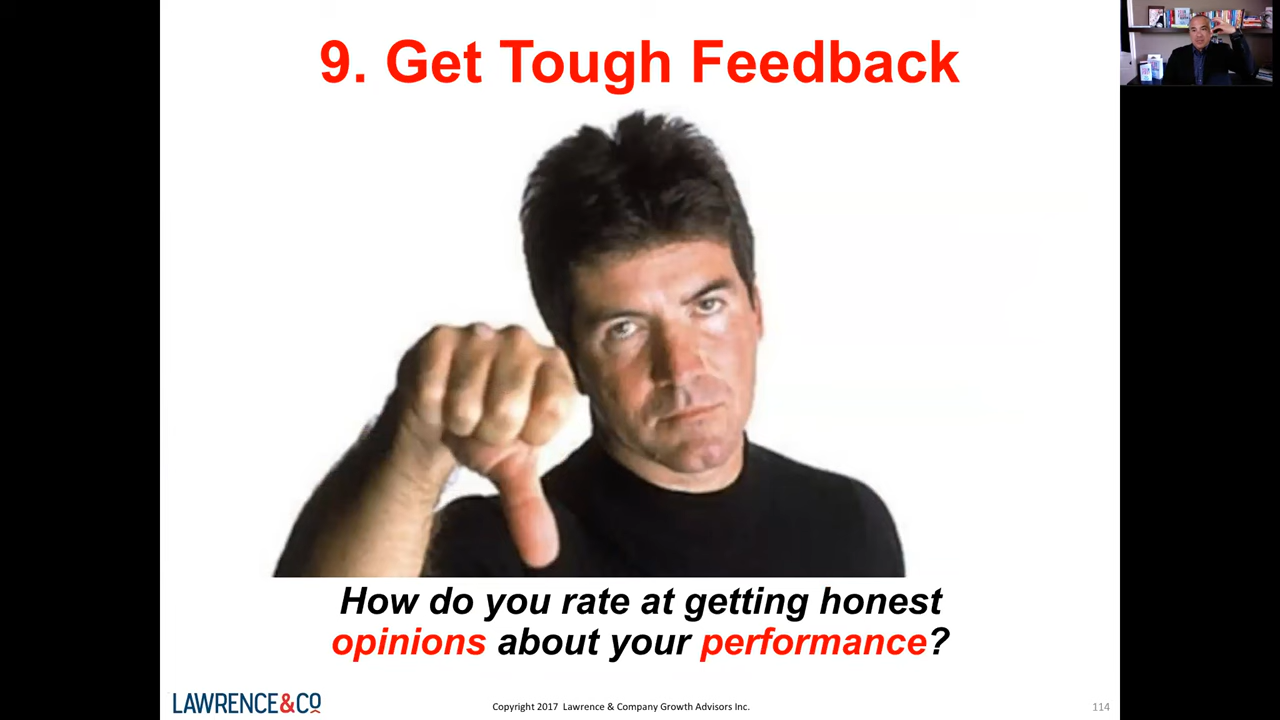 9. Get Tough Feedback
How do you rate at getting honest
opinions about your performance?
LAWRENCE&CO
Copyright 2017 Lawrence & Company Growth Advisors Inc.
114